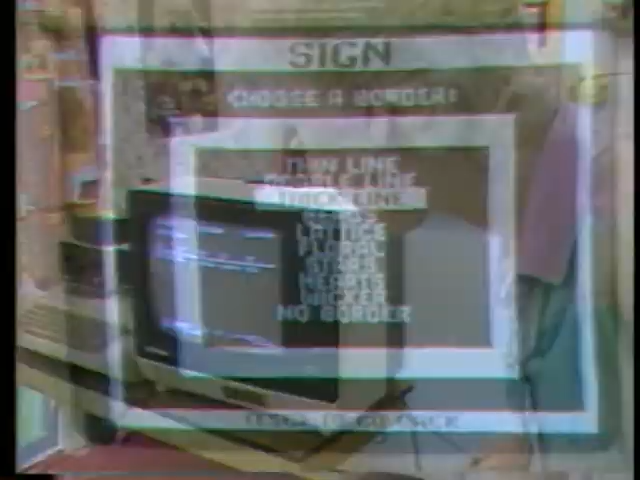 SIGN
CHOOSE A BORDER:
THIN LINE
DOUBLE LINE
THICK LINE
LATTICE
FLORAL
STARS
HEARTS
WICKER
NO BORDER